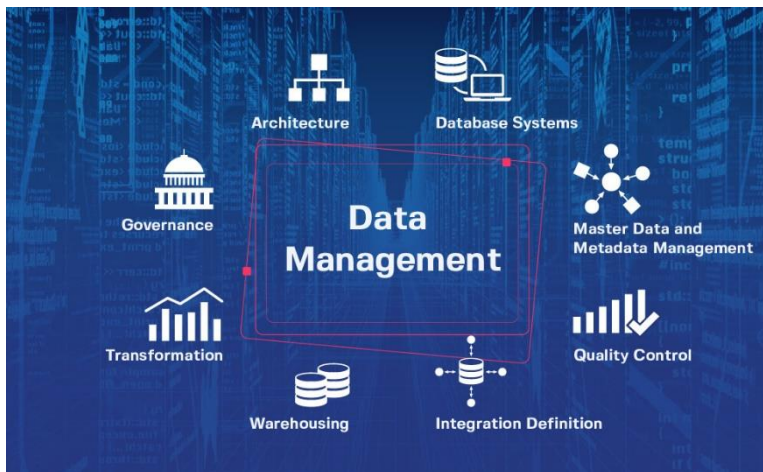 Architecture
Database Systems
Governance
Data
Management
Master Data and
Metadata Management
Transformation
Quality Control
Warehousing
Integration Definition